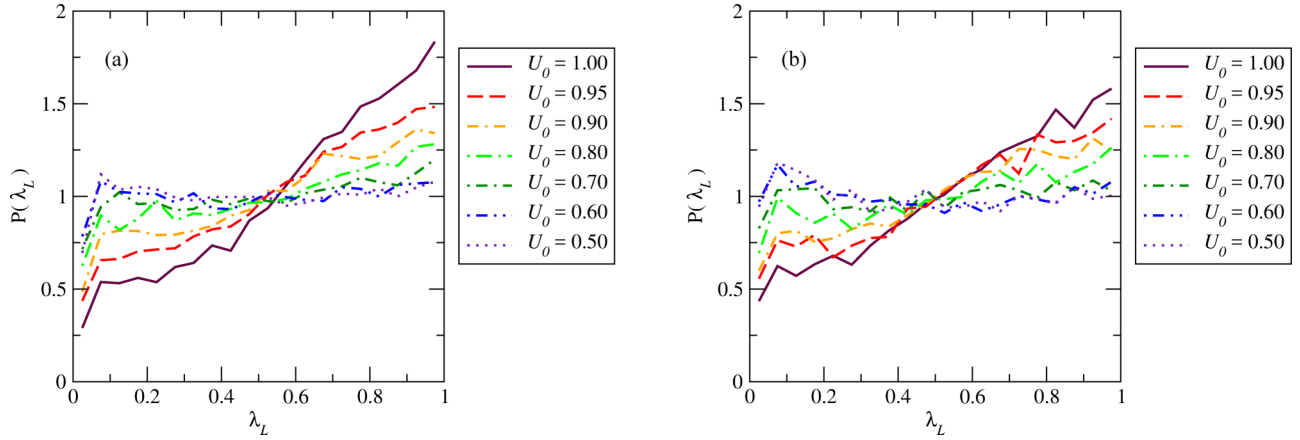 2
1.5
1
0.5
0
P( λ_L)
(a)
0
0.2
0.4
0.6
0.8
1
λ_L
U_0 = 1.00
U_0 = 0.95
U_0 = 0.90
U_0 = 0.80
U_0 = 0.70
U_0 = 0.60
U_0 = 0.50
2
1.5
1
0.5
0
P( λ_L)
(b)
0
0.2
0.4
0.6
0.8
1
λ_L
U_0 = 1.00
U_0 = 0.95
U_0 = 0.90
U_0 = 0.80
U_0 = 0.70
U_0 = 0.60
U_0 = 0.50